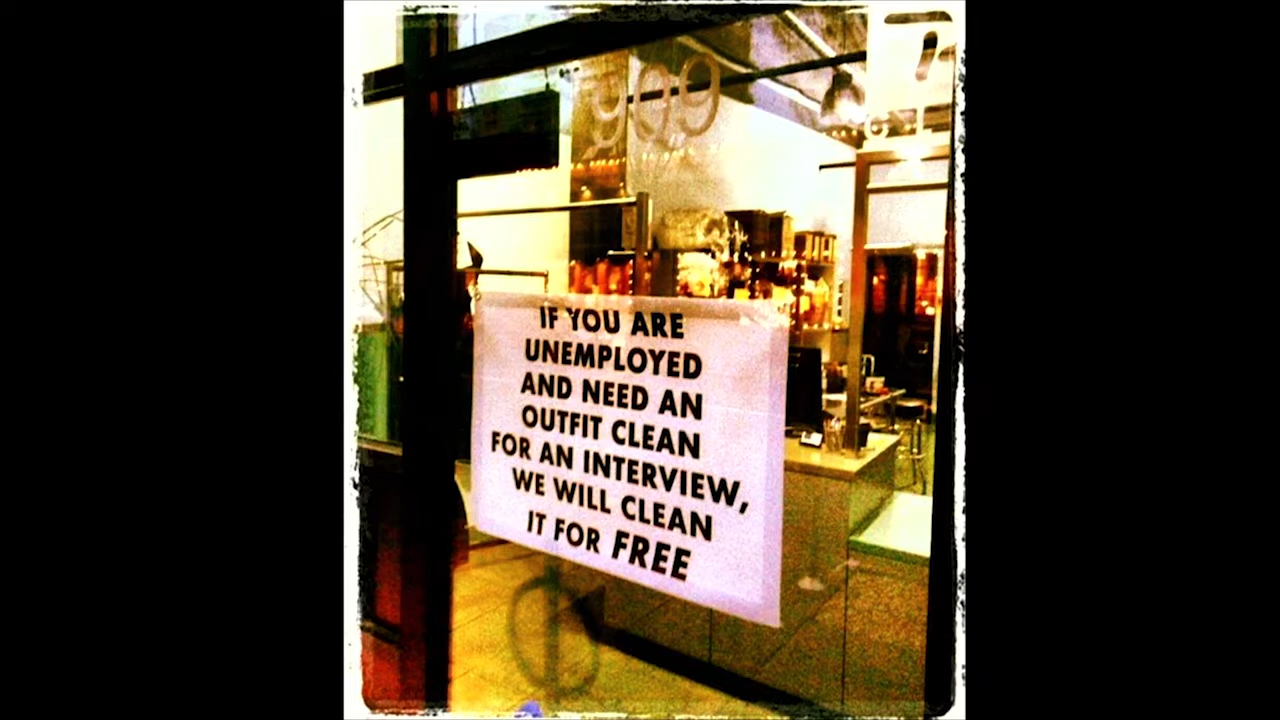 909
IF YOU ARE
UNEMPLOYED
AND NEED AN
OUTFIT CLEAN
FOR AN INTERVIEW,
WE WILL CLEAN
IT FOR FREE